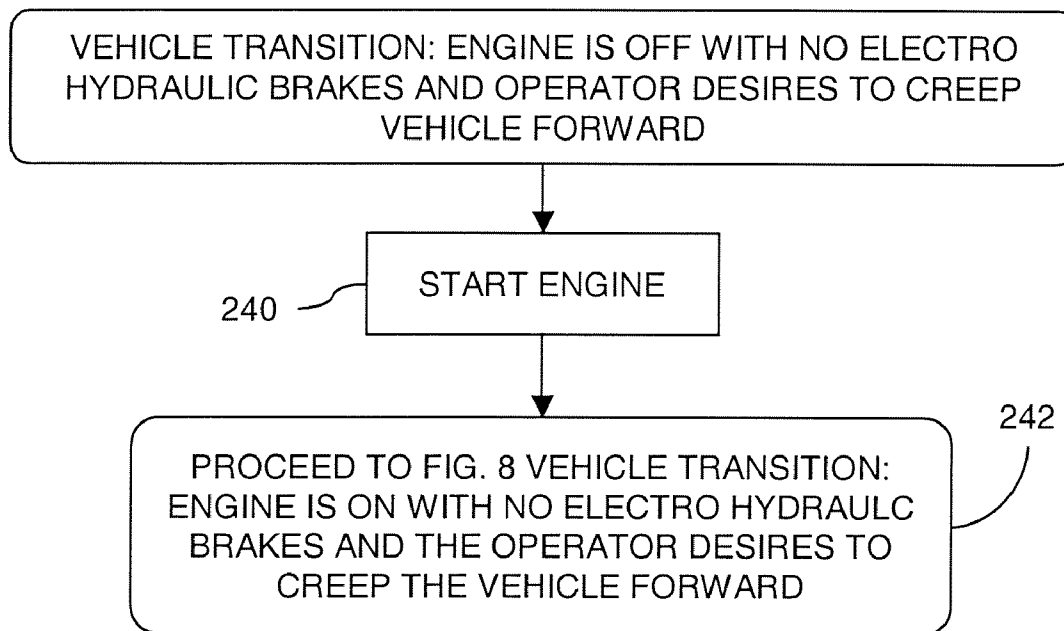 VEHICLE TRANSITION: ENGINE IS OFF WITH NO ELECTRO
HYDRAULIC BRAKES AND OPERATOR DESIRES TO CREEP
VEHICLE FORWARD
START ENGINE
240
242
PROCEED TO FIG. 8 VEHICLE TRANSITION:
ENGINE IS ON WITH NO ELECTRO HYDRAULC
BRAKES AND THE OPERATOR DESIRES TO
CREEP THE VEHICLE FORWARD